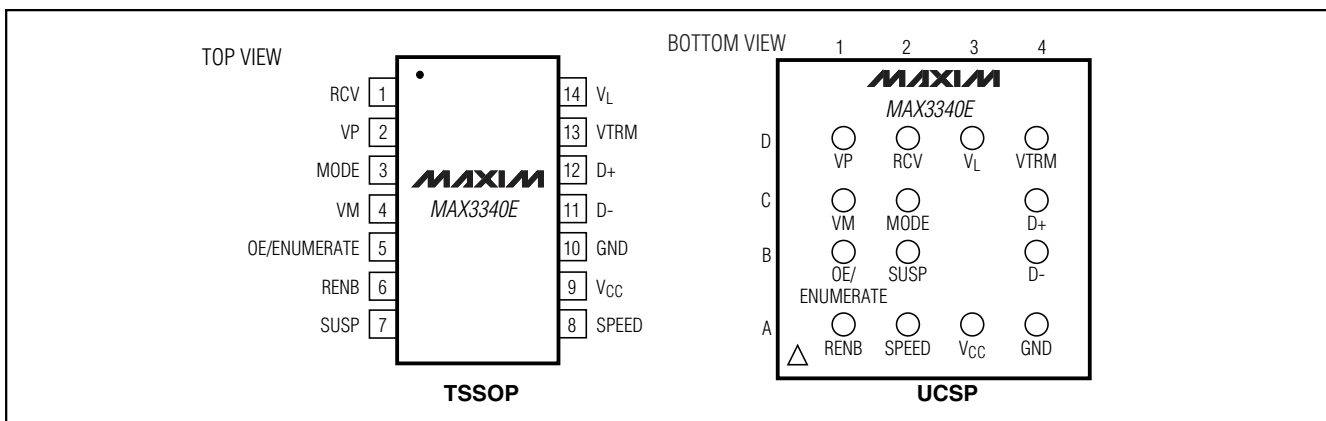 TOP VIEW
RCV 1
VP 2
MODE 3
VM 4
OE/ENUMERATE 5
RENB 6
SUSP 7
MAXIM
MAX3340E
14 VL
13 VTRM
12 D+
11 D-
10 GND
9 VCC
8 SPEED
TSSOP
BOTTOM VIEW
1 2 3 4
MAXIM
MAX3340E
D
VP RCV VL VTRM
C
VM MODE D+
B
OE/ SUSP D-
ENUMERATE
A
RENB SPEED VCC GND
UCSP